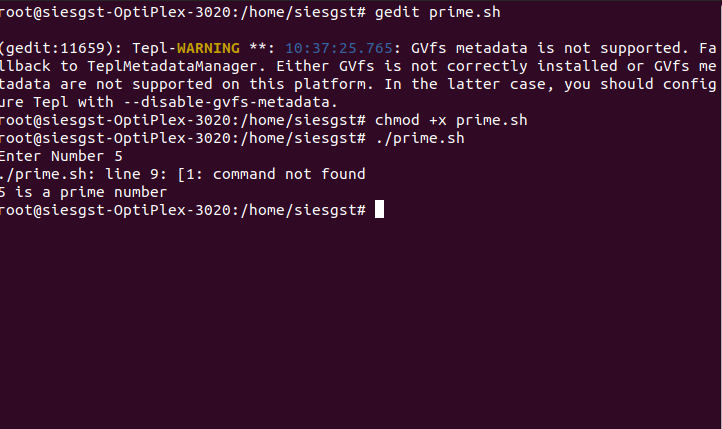 root@siesgst-OptiPlex-3020:/home/siesgst# gedit prime.sh
(gedit:11659): Tepl-WARNING **: 10:37:25.765: GVfs metadata is not supported. Fa
llback to TeplMetadataManager. Either GVfs is not correctly installed or GVfs me
tadata are not supported on this platform. In the latter case, you should config
ure Tepl with --disable-gvfs-metadata.
root@siesgst-OptiPlex-3020:/home/siesgst# chmod +x prime.sh
root@siesgst-OptiPlex-3020:/home/siesgst# ./prime.sh
Enter Number 5
./prime.sh: line 9: [1: command not found
5 is a prime number
root@siesgst-OptiPlex-3020:/home/siesgst#